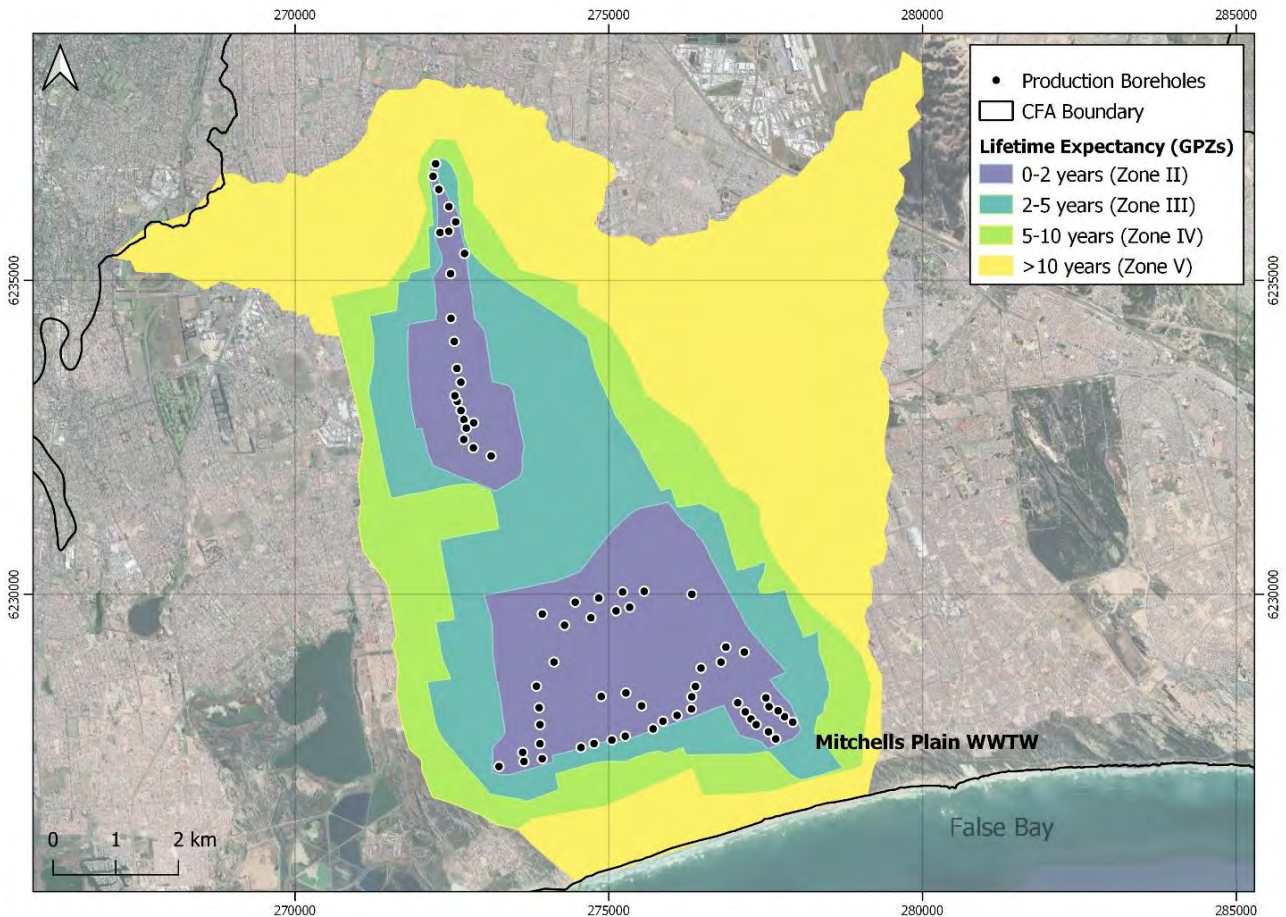 270000 275000 280000 285000
Production Boreholes
CFA Boundary
Lifetime Expectancy (GPZs)
0-2 years (Zone II)
2-5 years (Zone III)
5-10 years (Zone IV)
>10 years (Zone V)
6235000 6235000
6230000 6230000
Mitchells Plain WWTW
False Bay
0 1 2 km
270000 275000 280000 285000